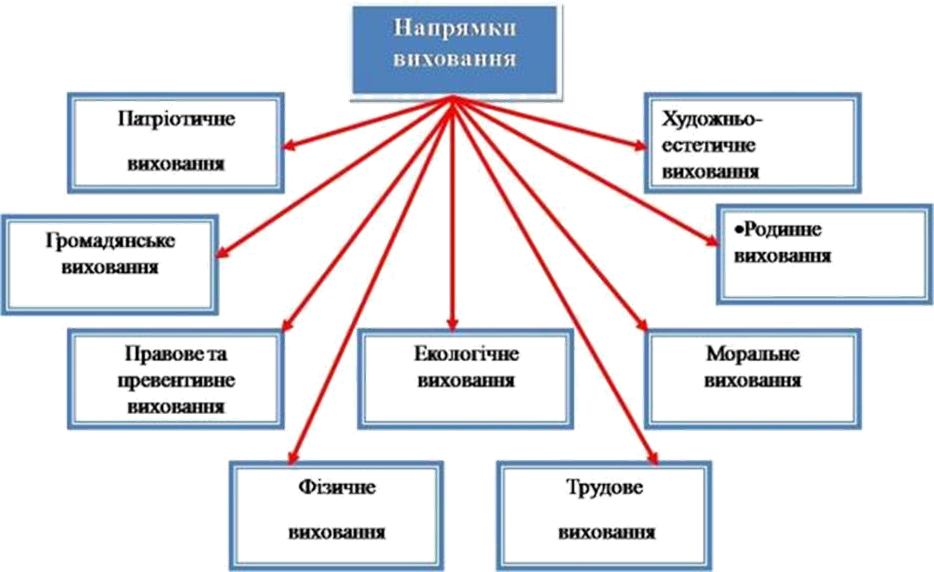 Напрямки
виховання
Патріотичне
виховання
Художньо-
естетичне
виховання
Громадянське
виховання
•Родинне
виховання
Правове та
превентивне
виховання
Екологічне
виховання
Моральне
виховання
Фізичне
виховання
Трудове
виховання